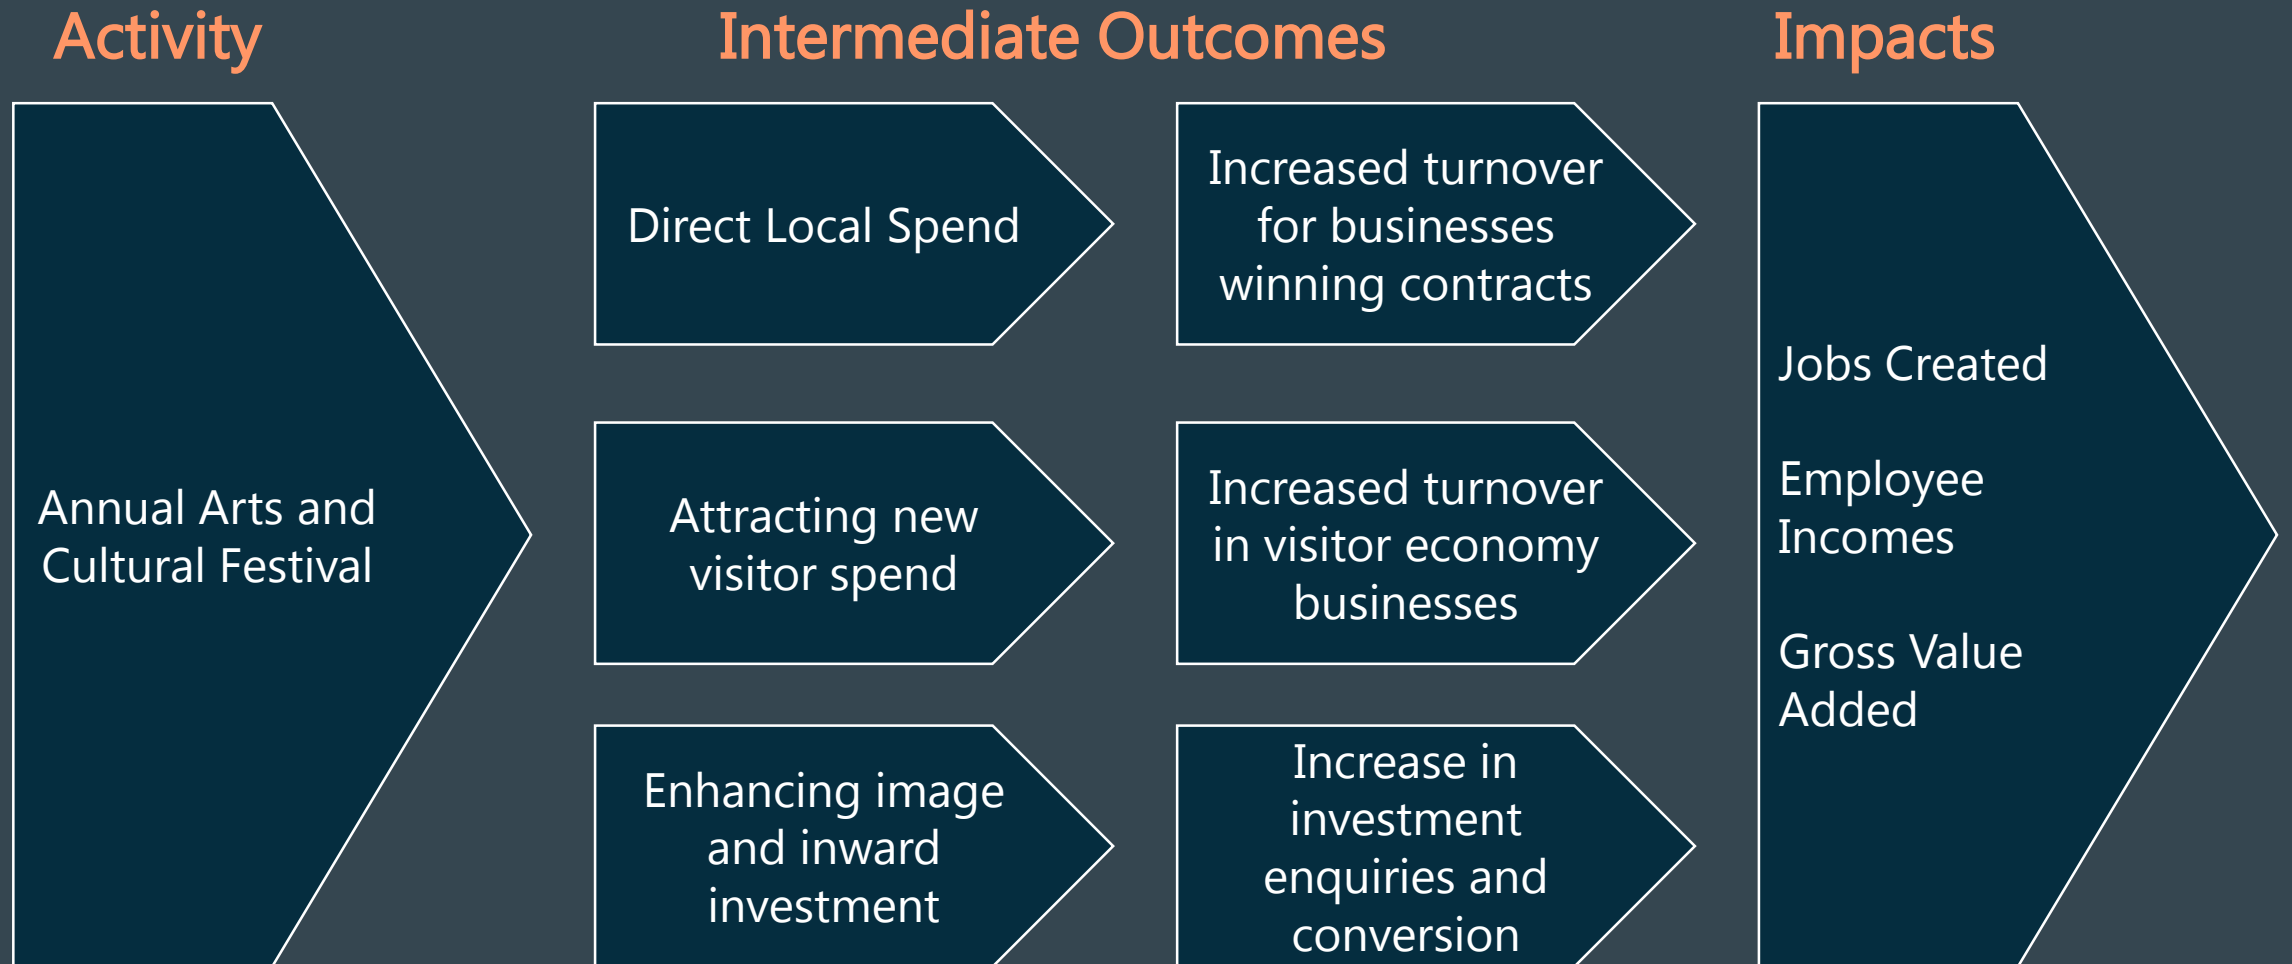 Activity
Intermediate Outcomes
Impacts
Annual Arts and
Cultural Festival
Direct Local Spend
Increased turnover
for businesses
winning contracts
Attracting new
visitor spend
Increased turnover
in visitor economy
businesses
Enhancing image
and inward
investment
Increase in
investment
enquiries and
conversion
Jobs Created
Employee
Incomes
Gross Value
Added